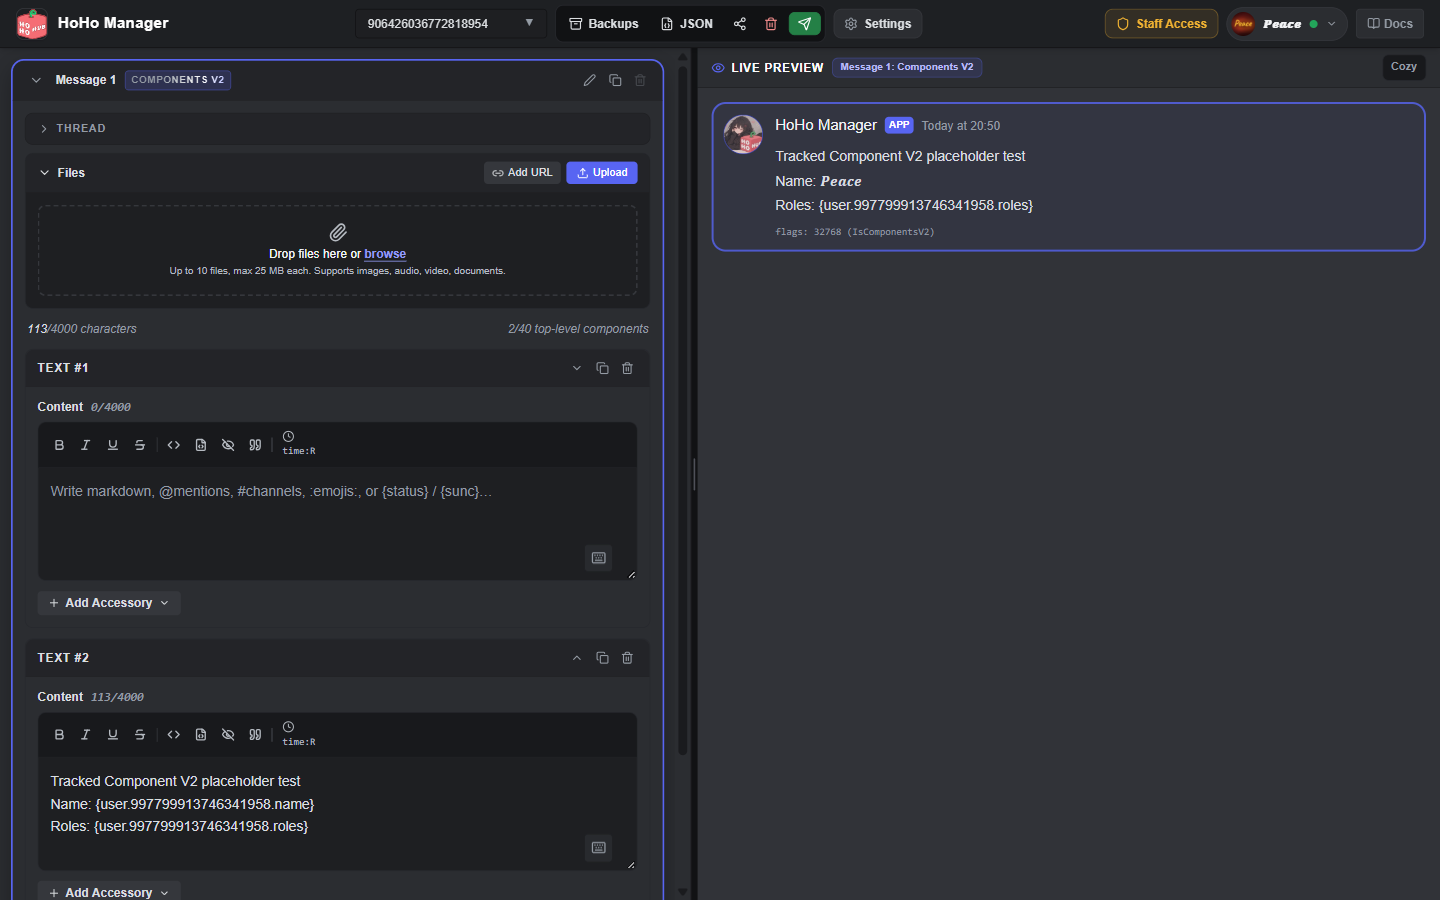 HoHo Manager
906426036772818954
Backups
JSON
Settings
Staff Access
Peace
Docs
Message 1
COMPONENTS V2
THREAD
Files
Add URL
Upload
Drop files here or browse
Up to 10 files, max 25 MB each. Supports images, audio, video, documents.
113/4000 characters
2/40 top-level components
TEXT #1
Content 0/4000
time:R
Write markdown, @mentions, #channels, :emojis:, or {status} / {sunc}…
Add Accessory
TEXT #2
Content 113/4000
time:R
Tracked Component V2 placeholder test
Name: {user.997799913746341958.name}
Roles: {user.997799913746341958.roles}
Add Accessory
LIVE PREVIEW
Message 1: Components V2
Cozy
HoHo Manager APP Today at 20:50
Tracked Component V2 placeholder test
Name: Peace
Roles: {user.997799913746341958.roles}
flags: 32768 (IsComponentsV2)